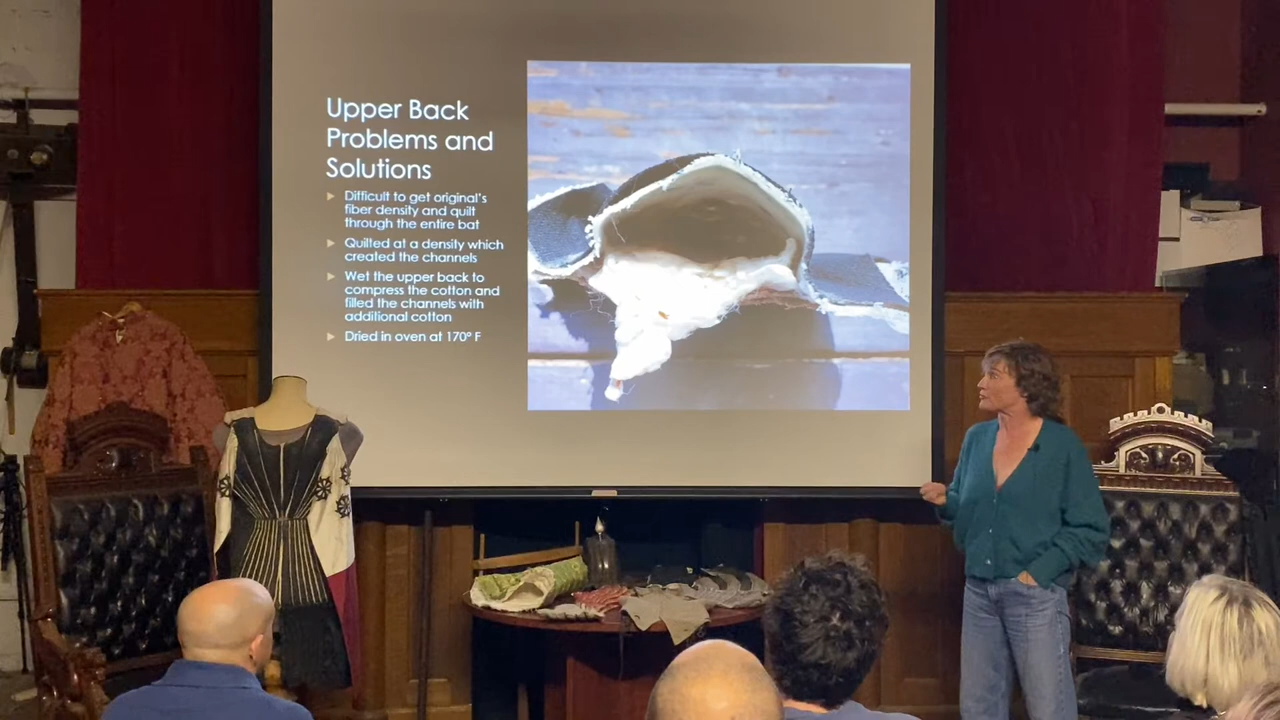 Upper Back
Problems and
Solutions
Difficult to get original's
fiber density and quilt
through the entire bat
Quilted at a density which
created the channels
Wet the upper back to
compress the cotton and
filled the channels with
additional cotton
Dried in oven at 170° F